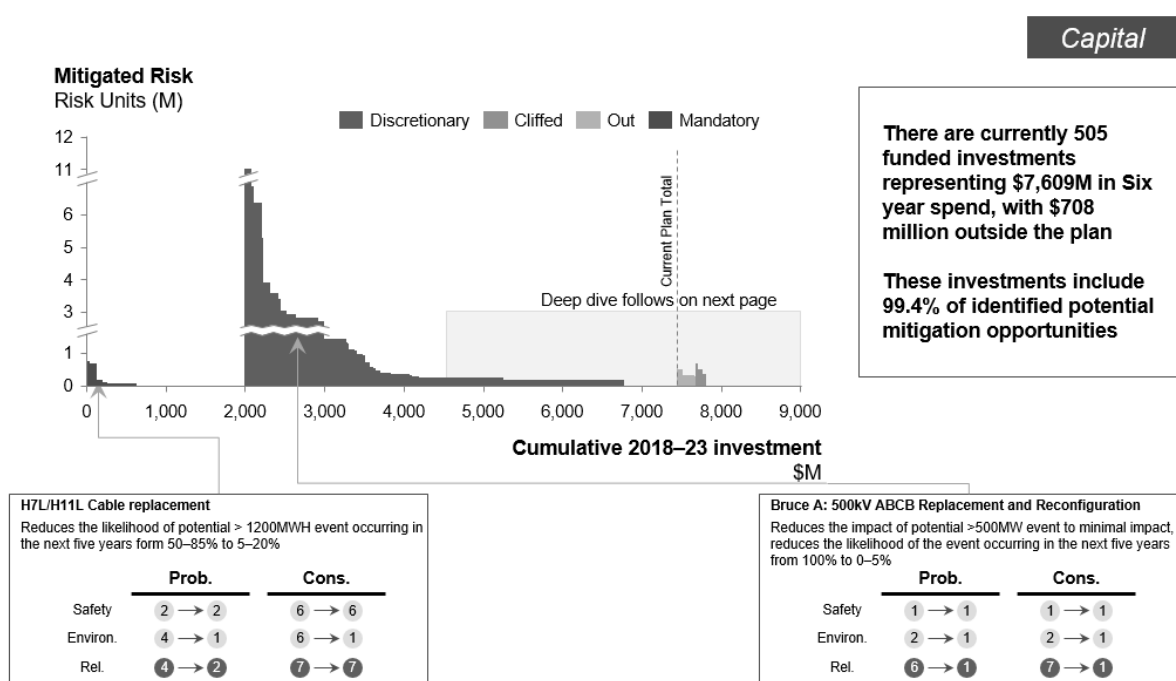 Capital
Mitigated Risk
Risk Units (M)
Discretionary Cliffed Out Mandatory
12
11
6
5
4
3
1
0
Current Plan Total
Deep dive follows on next page
0 1,000 2,000 3,000 4,000 5,000 6,000 7,000 8,000 9,000
Cumulative 2018–23 investment
$M
There are currently 505
funded investments
representing $7,609M in Six
year spend, with $708
million outside the plan
These investments include
99.4% of identified potential
mitigation opportunities
H7L/H11L Cable replacement
Reduces the likelihood of potential > 1200MWH event occurring in
the next five years form 50–85% to 5–20%
Prob. Cons.
Safety 2 → 2 6 → 6
Environ. 4 → 1 6 → 1
Rel. 4 → 2 7 → 7
Bruce A: 500kV ABCB Replacement and Reconfiguration
Reduces the impact of potential >500MW event to minimal impact,
reduces the likelihood of the event occurring in the next five years
from 100% to 0–5%
Prob. Cons.
Safety 1 → 1 1 → 1
Environ. 2 → 1 2 → 1
Rel. 6 → 1 7 → 1